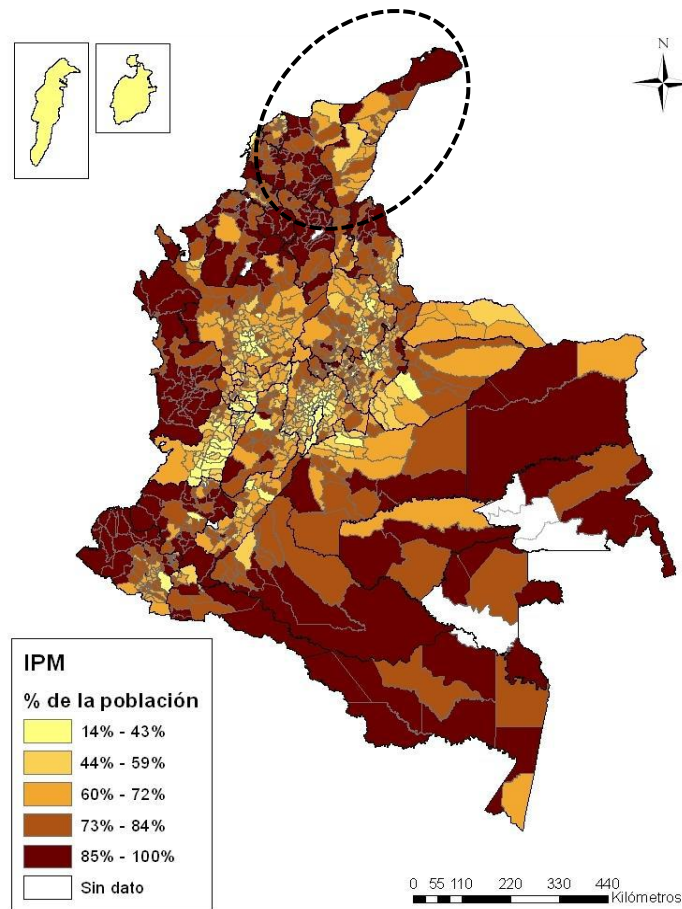 N
IPM
% de la población
14% - 43%
44% - 59%
60% - 72%
73% - 84%
85% - 100%
Sin dato
0 55 110 220 330 440
Kilómetros